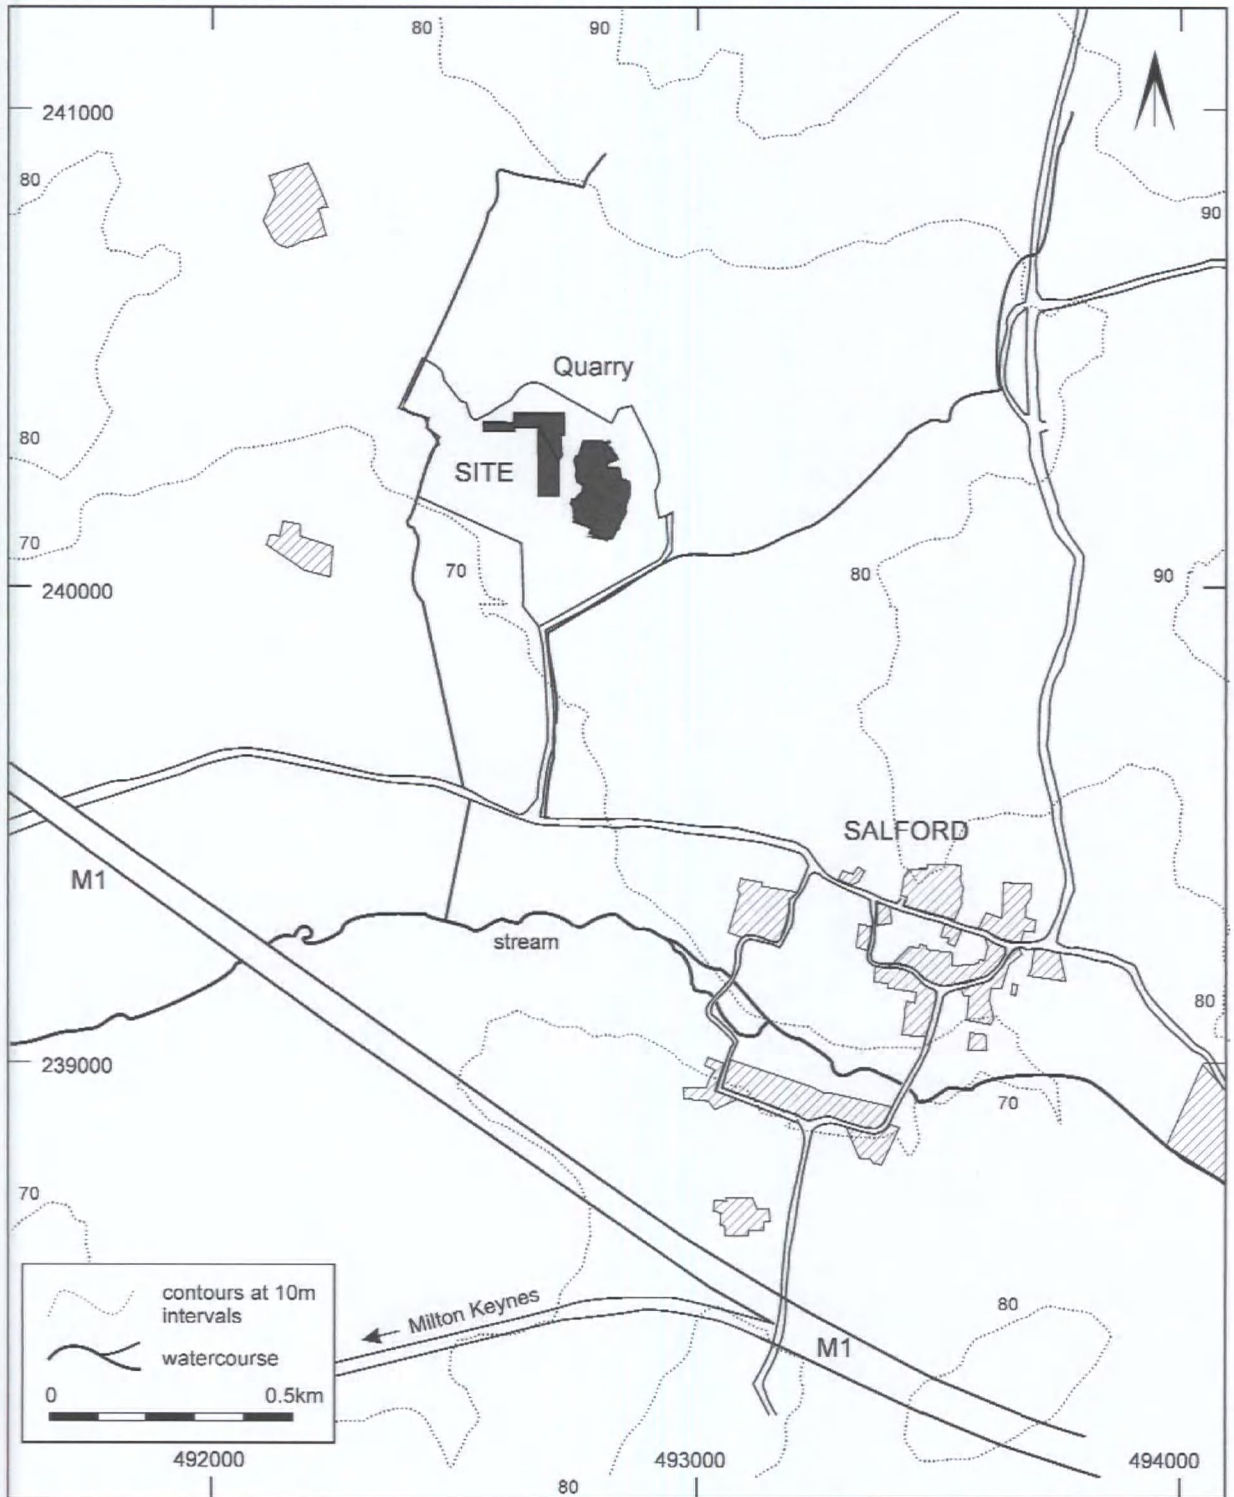 80
90
241000
80
90
Quarry
80
SITE
70
70
80
90
240000
SALFORD
M1
stream
80
239000
70
70
contours at 10m
intervals
watercourse
0 0.5km
Milton Keynes
80
M1
492000
493000
494000
80